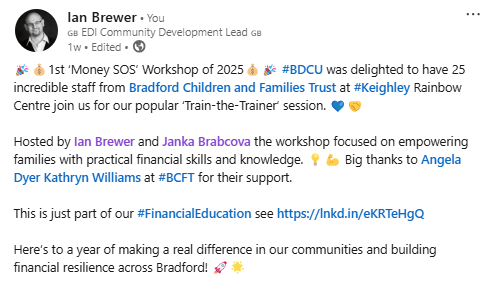 Ian Brewer • You
GB EDI Community Development Lead GB
1w • Edited •
🎉💰1st ‘Money SOS’ Workshop of 2025💰🎉 #BDCU was delighted to have 25
incredible staff from Bradford Children and Families Trust at #Keighley Rainbow
Centre join us for our popular ‘Train-the-Trainer’ session. 💙🤝
Hosted by Ian Brewer and Janka Brabcova the workshop focused on empowering
families with practical financial skills and knowledge. 💡💪 Big thanks to Angela
Dyer Kathryn Williams at #BCFT for their support.
This is just part of our #FinancialEducation see https://lnkd.in/eKRTeHgQ
Here’s to a year of making a real difference in our communities and building
financial resilience across Bradford! 🚀🌟